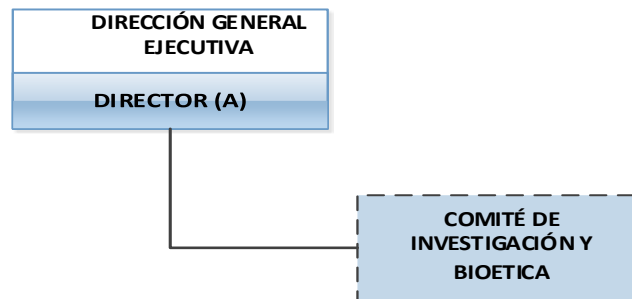 DIRECCIÓN GENERAL
EJECUTIVA
DIRECTOR (A)
COMITÉ DE
INVESTIGACIÓN Y
BIOETICA